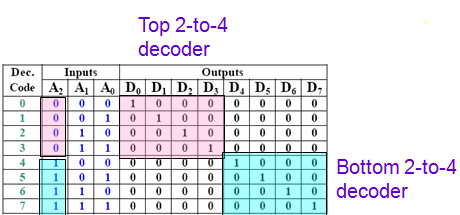 Top 2-to-4
decoder
Dec. Inputs Outputs
Code A2 A1 A0 D0 D1 D2 D3 D4 D5 D6 D7
0 0 0 0 1 0 0 0 0 0 0 0
1 0 0 1 0 1 0 0 0 0 0 0
2 0 1 0 0 0 1 0 0 0 0 0
3 0 1 1 0 0 0 1 0 0 0 0
4 1 0 0 0 0 0 0 1 0 0 0
5 1 0 1 0 0 0 0 0 1 0 0
6 1 1 0 0 0 0 0 0 0 1 0
7 1 1 1 0 0 0 0 0 0 0 1
Bottom 2-to-4
decoder